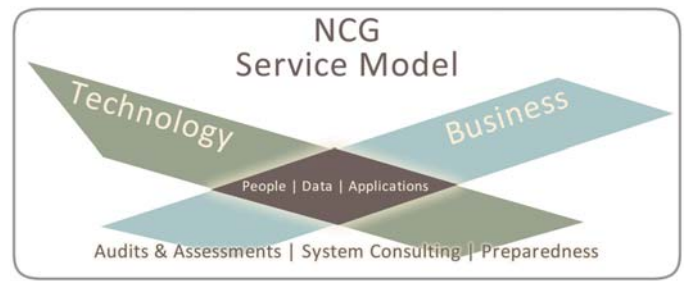 NCG
Service Model
Technology
Business
People | Data | Applications
Audits & Assessments | System Consulting | Preparedness